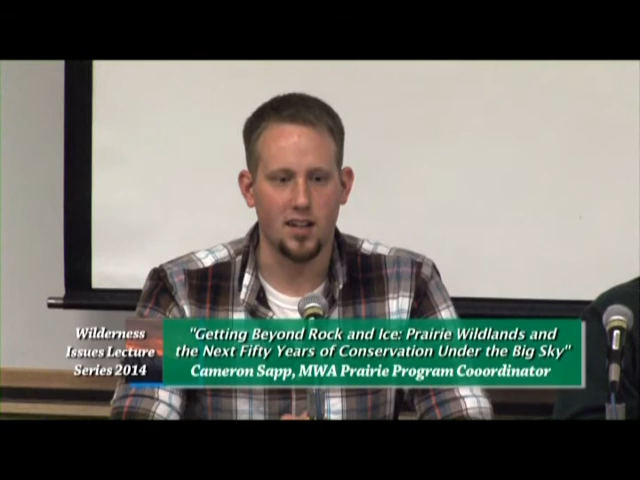 Wilderness
Issues Lecture
Series 2014
"Getting Beyond Rock and Ice: Prairie Wildlands and
the Next Fifty Years of Conservation Under the Big Sky"
Cameron Sapp, MWA Prairie Program Cooordinator